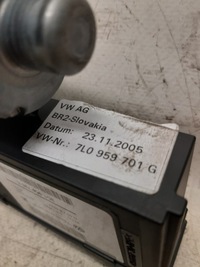 VW AG
BR2-Slovakia
Datum: 23.11.2005
VW-Nr.: 7L0 959 701 G